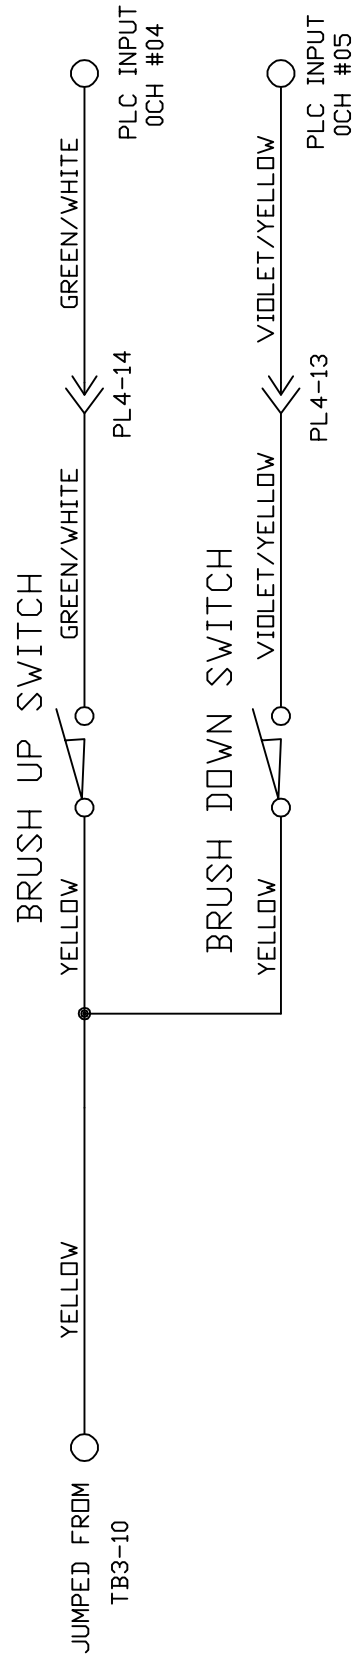 JUMPED FROM
TB3-10
YELLOW
YELLOW
BRUSH UP SWITCH
GREEN/WHITE
PL4-14
GREEN/WHITE
PLC INPUT
0CH #04
YELLOW
BRUSH DOWN SWITCH
VIOLET/YELLOW
PL4-13
VIOLET/YELLOW
PLC INPUT
0CH #05